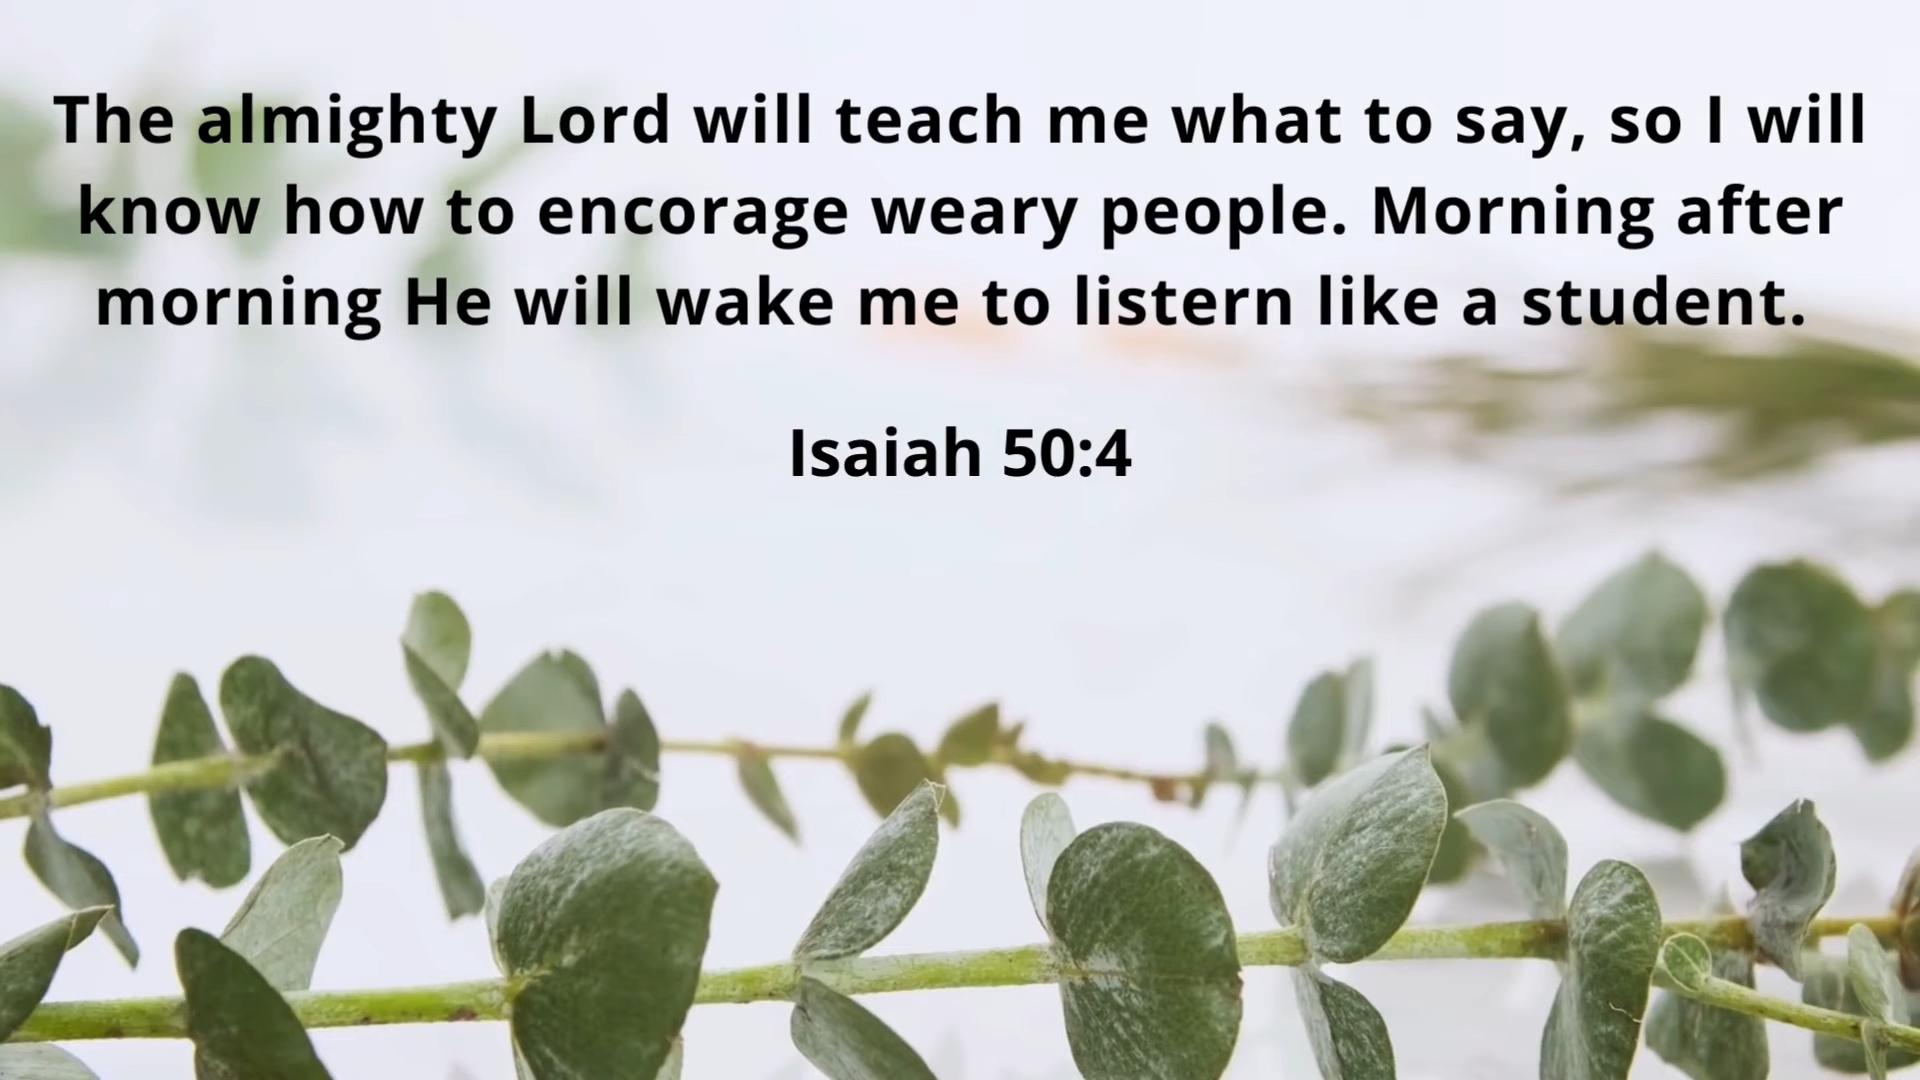 The almighty Lord will teach me what to say, so I will
know how to encorage weary people. Morning after
morning He will wake me to listern like a student.
Isaiah 50:4